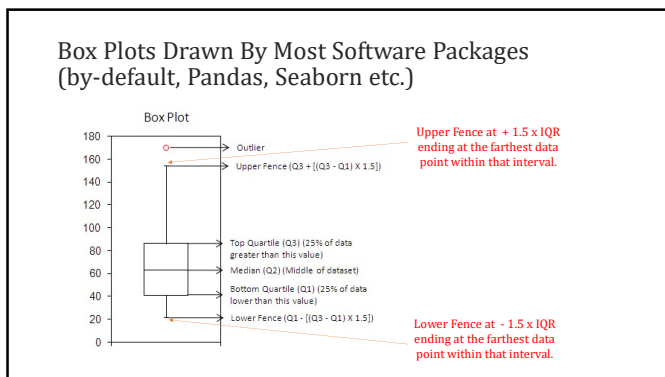 Box Plots Drawn By Most Software Packages
(by-default, Pandas, Seaborn etc.)
Box Plot
180
160
140
120
100
80
60
40
20
0
Outlier
Upper Fence (Q3 + [(Q3 - Q1) X 1.5])
Top Quartile (Q3) (25% of data
greater than this value)
Median (Q2) (Middle of dataset)
Bottom Quartile (Q1) (25% of data
lower than this value)
Lower Fence (Q1 - [(Q3 - Q1) X 1.5])
Upper Fence at + 1.5 x IQR
ending at the farthest data
point within that interval.
Lower Fence at - 1.5 x IQR
ending at the farthest data
point within that interval.